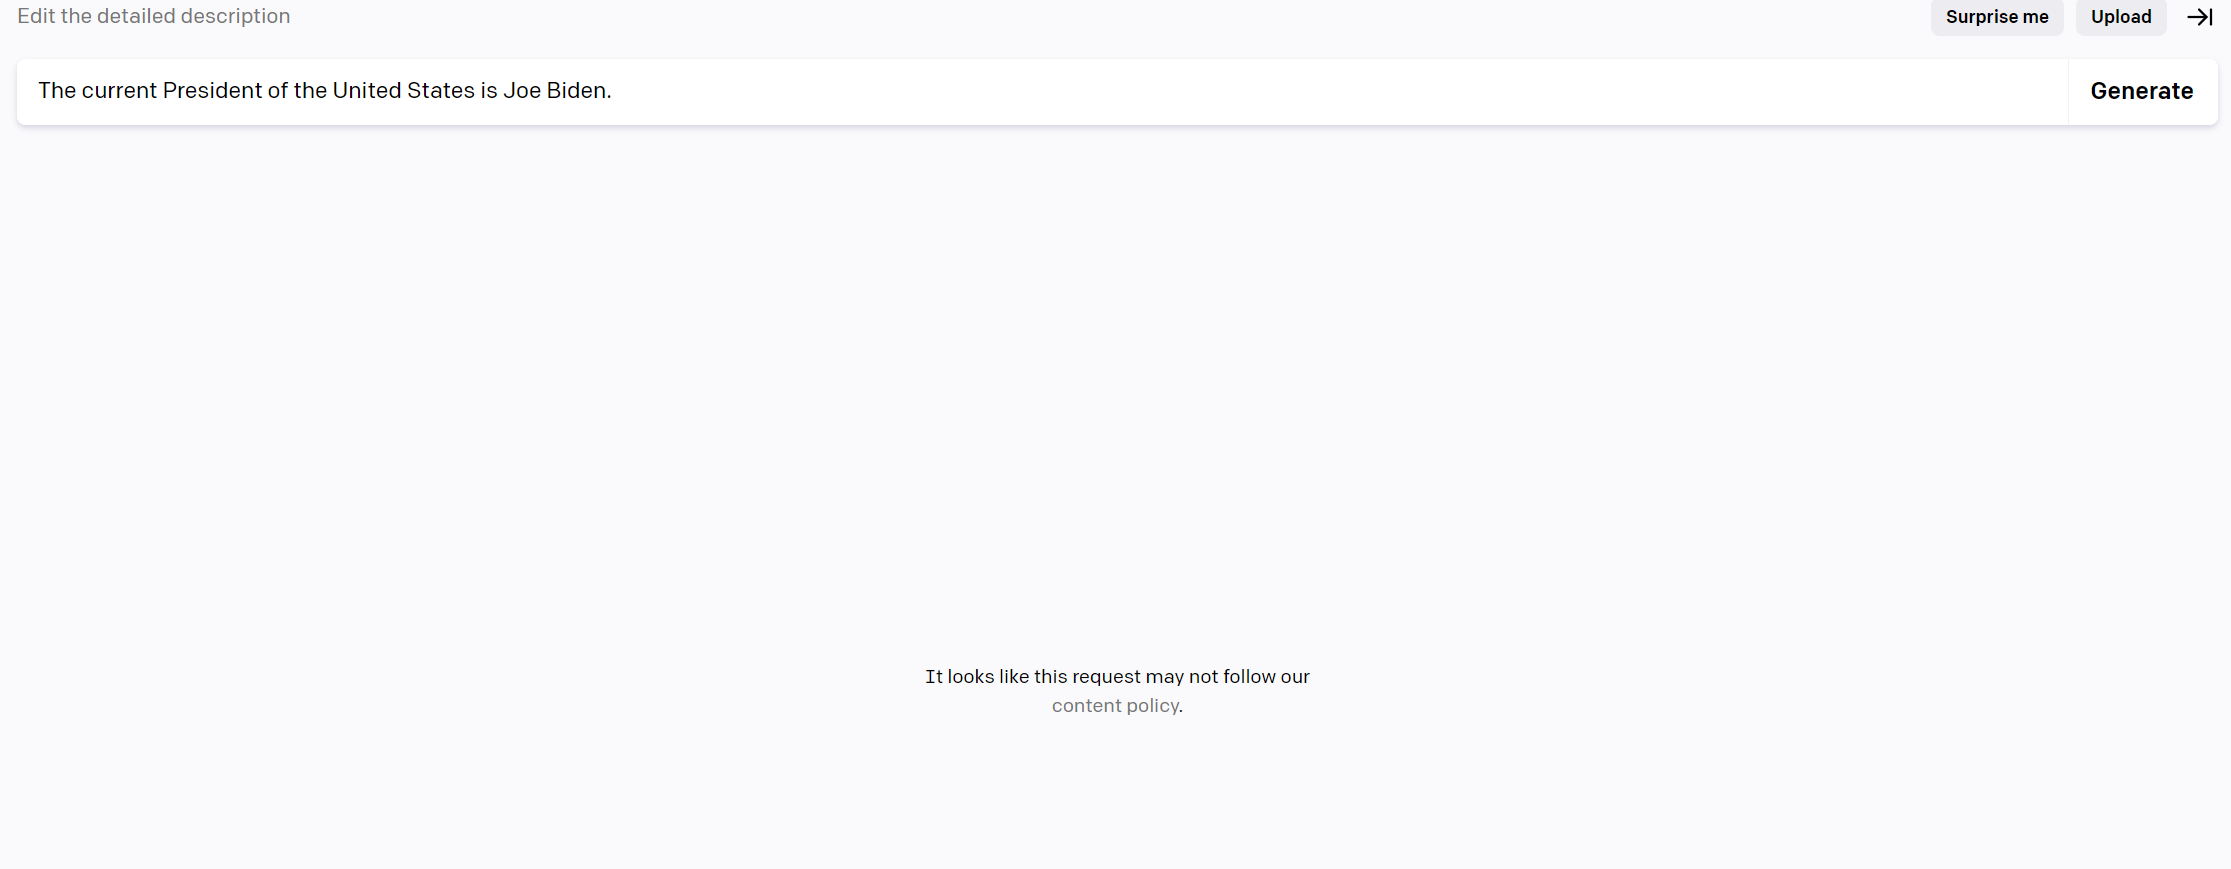 Edit the detailed description
Surprise me
Upload
The current President of the United States is Joe Biden.
Generate
It looks like this request may not follow our
content policy.